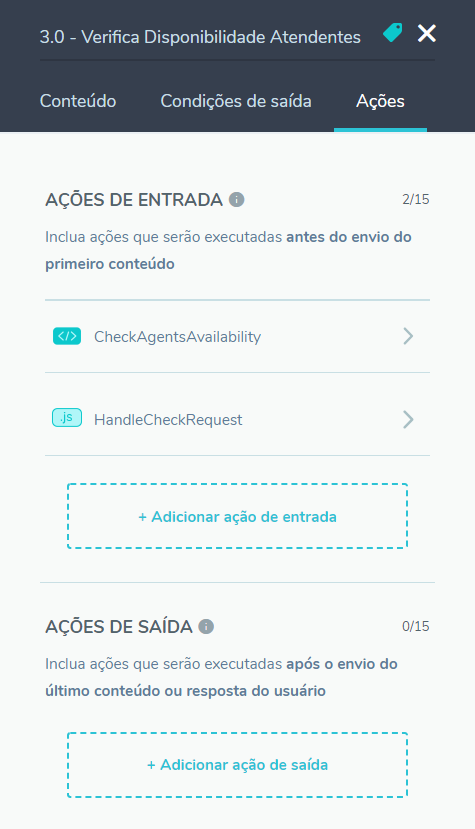 3.0 - Verifica Disponibilidade Atendentes
Conteúdo Condições de saída Ações
AÇÕES DE ENTRADA 2/15
Inclua ações que serão executadas antes do envio do
primeiro conteúdo
</> CheckAgentsAvailability
.js HandleCheckRequest
+ Adicionar ação de entrada
AÇÕES DE SAÍDA 0/15
Inclua ações que serão executadas após o envio do
último conteúdo ou resposta do usuário
+ Adicionar ação de saída